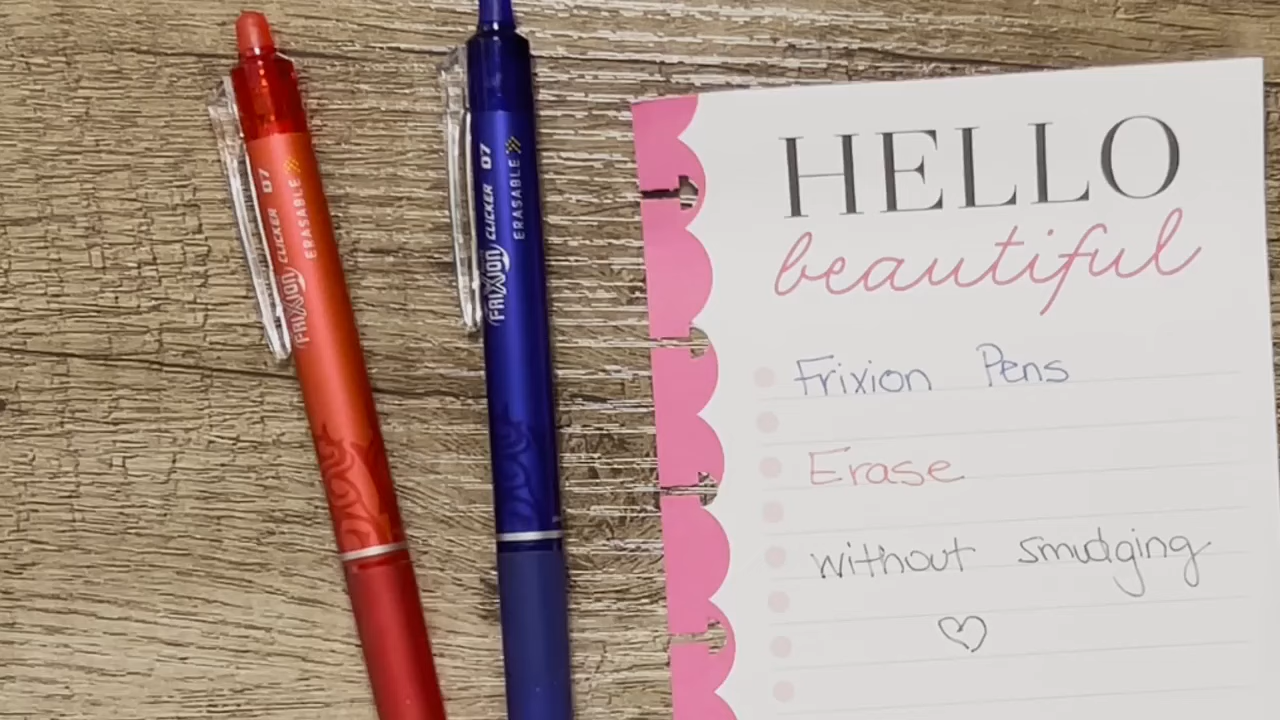 FRIXION CLICKER 07
ERASABLE
FRIXION CLICKER 07
ERASABLE
HELLO
beautiful
Frixion Pens
Erase
without smudging